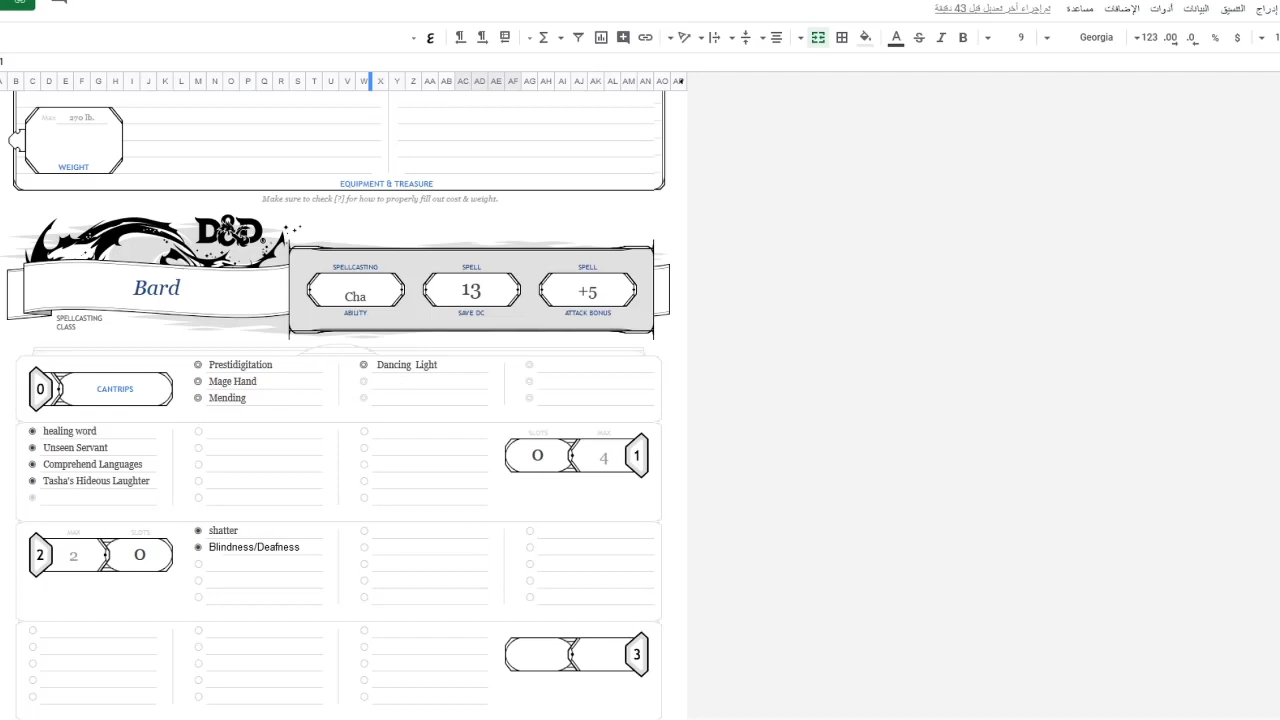 إدراج التنسيق البيانات أدوات الإضافات مساعدة تم إجراء آخر تعديل قبل 43 دقيقة
$ % .0 .00 123 Georgia 9 B I S A
B C D E F G H I J K L M N O P Q R S T U V W X Y Z AA AB AC AD AE AF AG AH AI AJ AK AL AM AN AO
Max 270 lb.
WEIGHT
EQUIPMENT & TREASURE
Make sure to check [?] for how to properly fill out cost & weight.
D&D
Bard
SPELLCASTING
CLASS
SPELLCASTING
Cha
ABILITY
SPELL
13
SAVE DC
SPELL
+5
ATTACK BONUS
0 CANTRIPS
Prestidigitation
Mage Hand
Mending
Dancing Light
healing word
Unseen Servant
Comprehend Languages
Tasha's Hideous Laughter
SLOTS MAX
0 4 1
MAX SLOTS
2 2 0
shatter
Blindness/Deafness
3